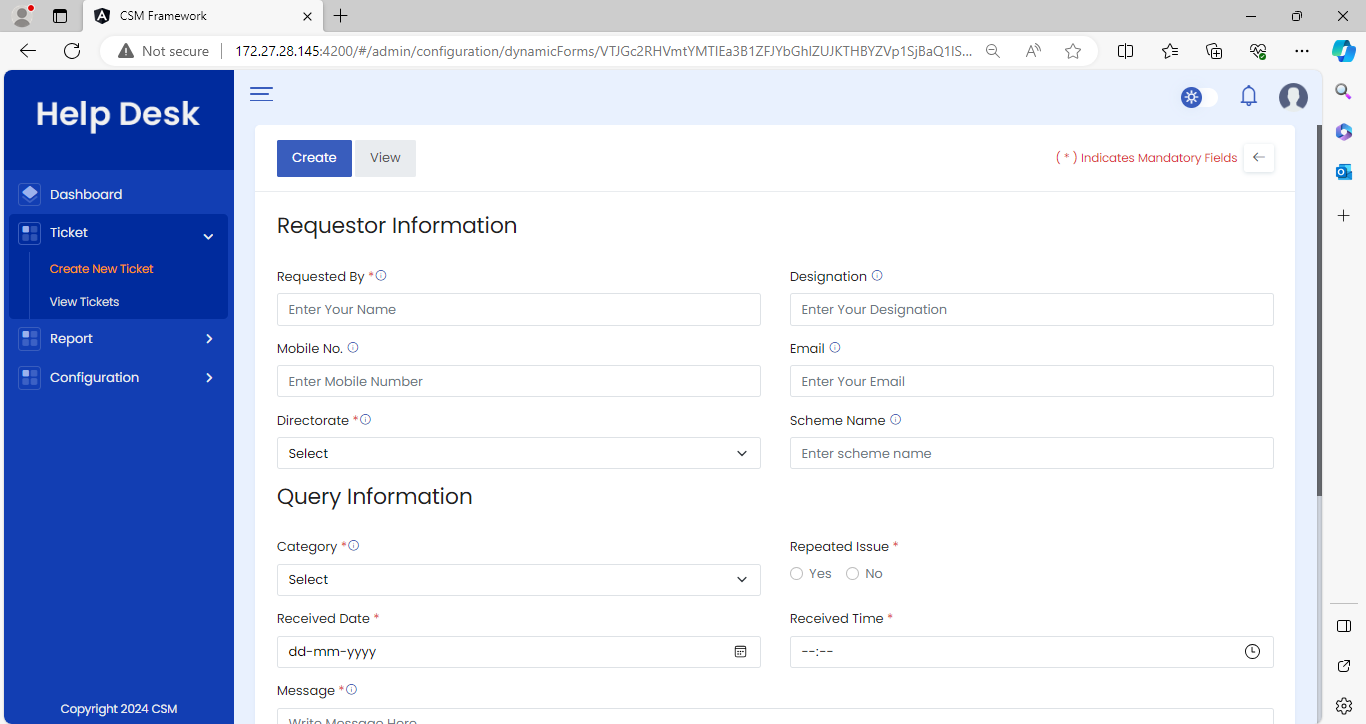 CSM Framework
Not secure
172.27.28.145:4200/#/admin/configuration/dynamicForms/VTJGc2RHVmtYMTlEa3B1ZFJYbGhIZUJKTHBYZVp1SjBaQ1lS...
Help Desk
Create View
( * ) Indicates Mandatory Fields
Dashboard
Ticket
Create New Ticket
View Tickets
Report
Configuration
Requestor Information
Requested By *
Designation
Enter Your Name
Enter Your Designation
Mobile No.
Email
Enter Mobile Number
Enter Your Email
Directorate *
Scheme Name
Select
Enter scheme name
Query Information
Category *
Repeated Issue *
Select
Yes No
Received Date *
Received Time *
dd-mm-yyyy
--:--
Message *
Write Message Here
Copyright 2024 CSM